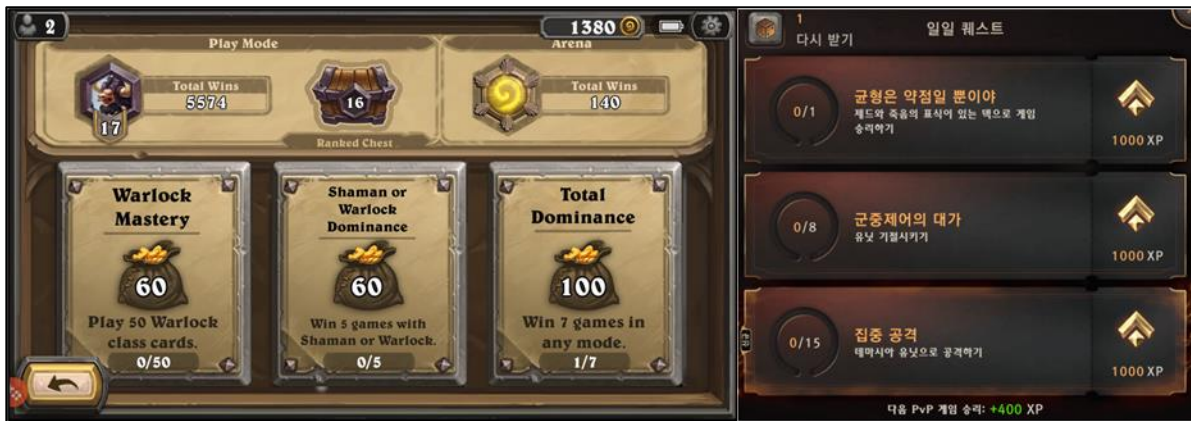 2
1380
Play Mode
Arena
Total Wins
5574
17
16
Ranked Chest
Total Wins
140
Warlock
Mastery
60
Play 50 Warlock
class cards.
0/50
Shaman or
Warlock
Dominance
60
Win 5 games with
Shaman or Warlock.
0/5
Total
Dominance
100
Win 7 games in
any mode.
1/7
1
다시 받기
일일 퀘스트
0/1
균형은 약점일 뿐이야
제드와 죽음의 표식이 있는 덱으로 게임
승리하기
1000 XP
0/8
군중제어의 대가
유닛 기절시키기
1000 XP
0/15
집중 공격
데마시아 유닛으로 공격하기
1000 XP
다음 PvP 게임 승리: +400 XP